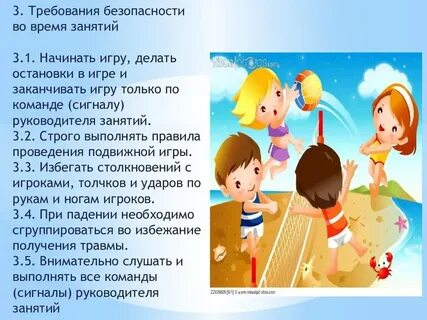 3. Требования безопасности
во время занятий
3.1. Начинать игру, делать
остановки в игре и
заканчивать игру только по
команде (сигналу)
руководителя занятий.
3.2. Строго выполнять правила
проведения подвижной игры.
3.3. Избегать столкновений с
игроками, толчков и ударов по
рукам и ногам игроков.
3.4. При падении необходимо
сгруппироваться во избежание
получения травмы.
3.5. Внимательно слушать и
выполнять все команды
(сигналы) руководителя
занятий